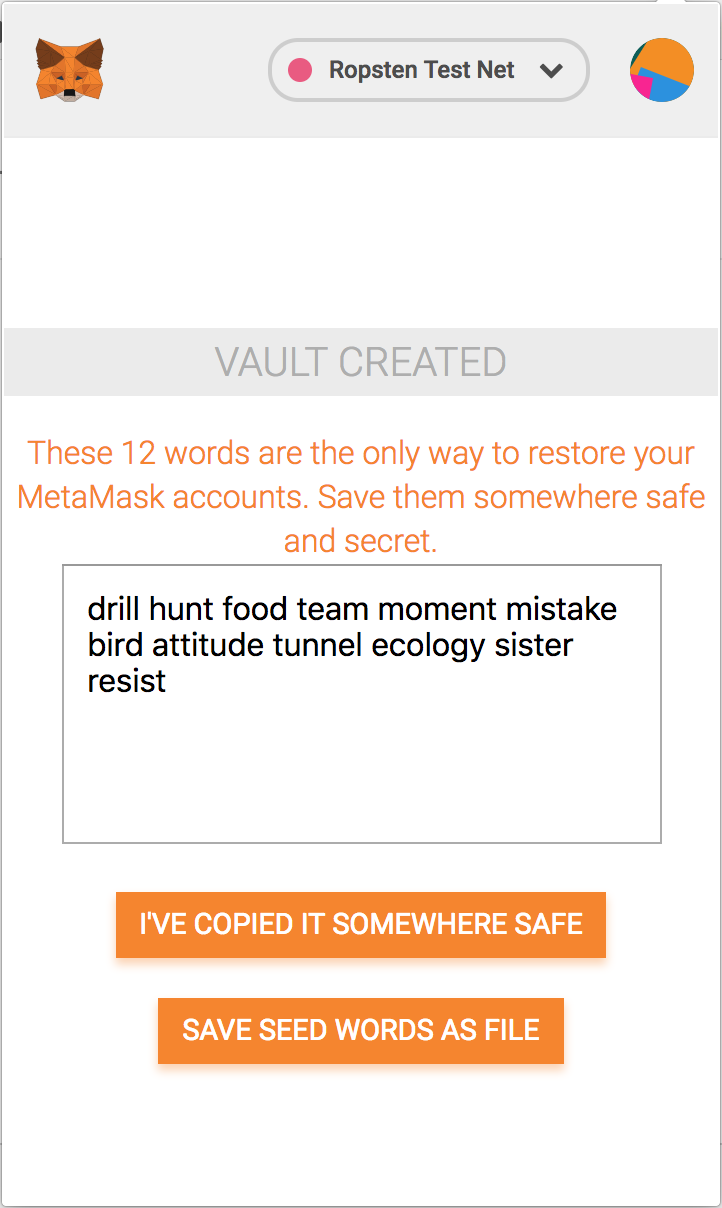 Ropsten Test Net
VAULT CREATED
These 12 words are the only way to restore your
MetaMask accounts. Save them somewhere safe
and secret.
drill hunt food team moment mistake
bird attitude tunnel ecology sister
resist
I'VE COPIED IT SOMEWHERE SAFE
SAVE SEED WORDS AS FILE